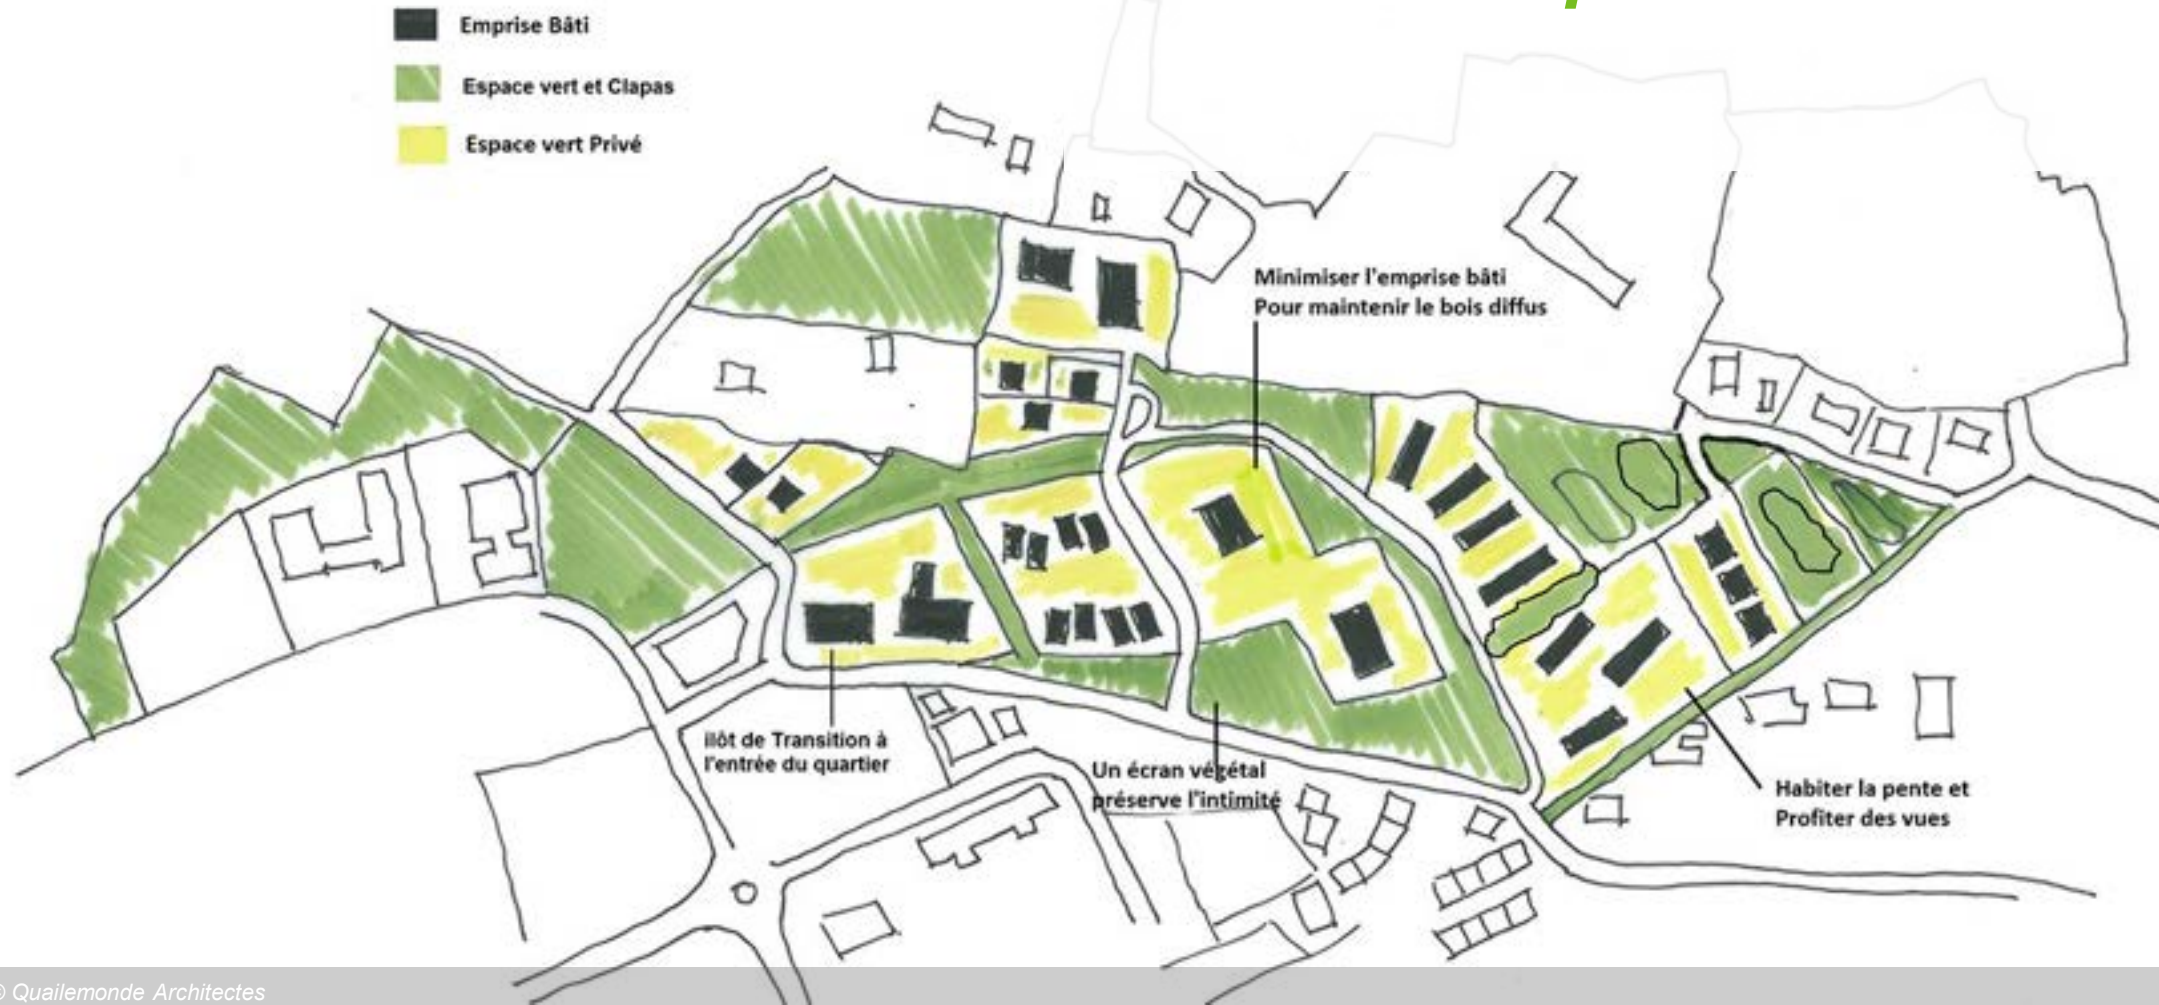 Emprise Bâti
Espace vert et Clapas
Espace vert Privé
Minimiser l'emprise bâti
Pour maintenir le bois diffus
ilôt de Transition à
l'entrée du quartier
Un écran végétal
préserve l'intimité
Habiter la pente et
Profiter des vues
© Quailemonde Architectes